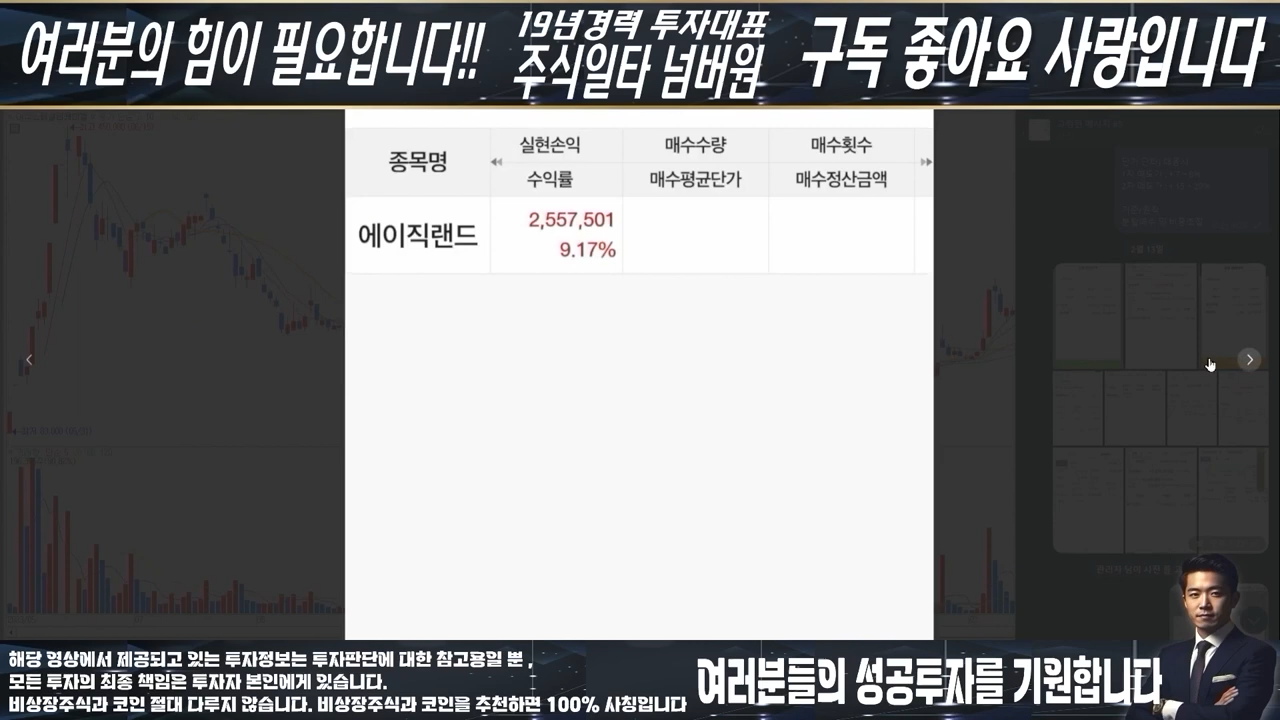 여러분의 힘이 필요합니다!!
19년경력 투자대표
주식일타 넘버원
구독 좋아요 사랑입니다
종목명
실현손익
매수수량
매수횟수
수익률
매수평균단가
매수정산금액
에이직랜드
2,557,501
9.17%
해당 영상에서 제공되고 있는 투자정보는 투자판단에 대한 참고용일 뿐 ,
모든 투자의 최종 책임은 투자자 본인에게 있습니다.
비상장주식과 코인 절대 다루지 않습니다. 비상장주식과 코인을 추천하면 100% 사칭입니다
여러분들의 성공투자를 기원합니다